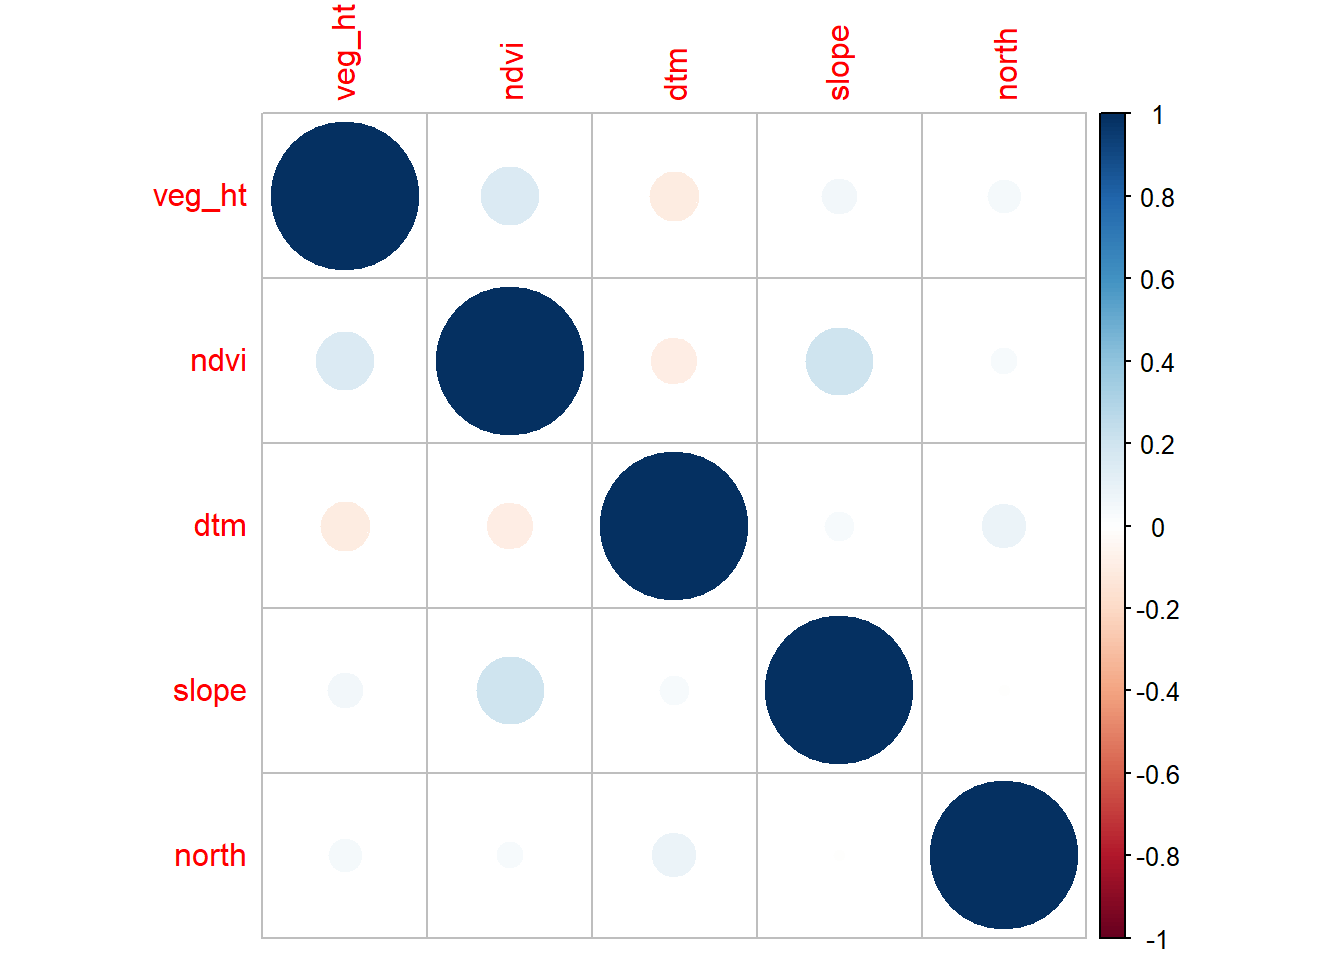 veg_ht
ndvi
dtm
slope
north
veg_ht
ndvi
dtm
slope
north
1
0.8
0.6
0.4
0.2
0
-0.2
-0.4
-0.6
-0.8
-1